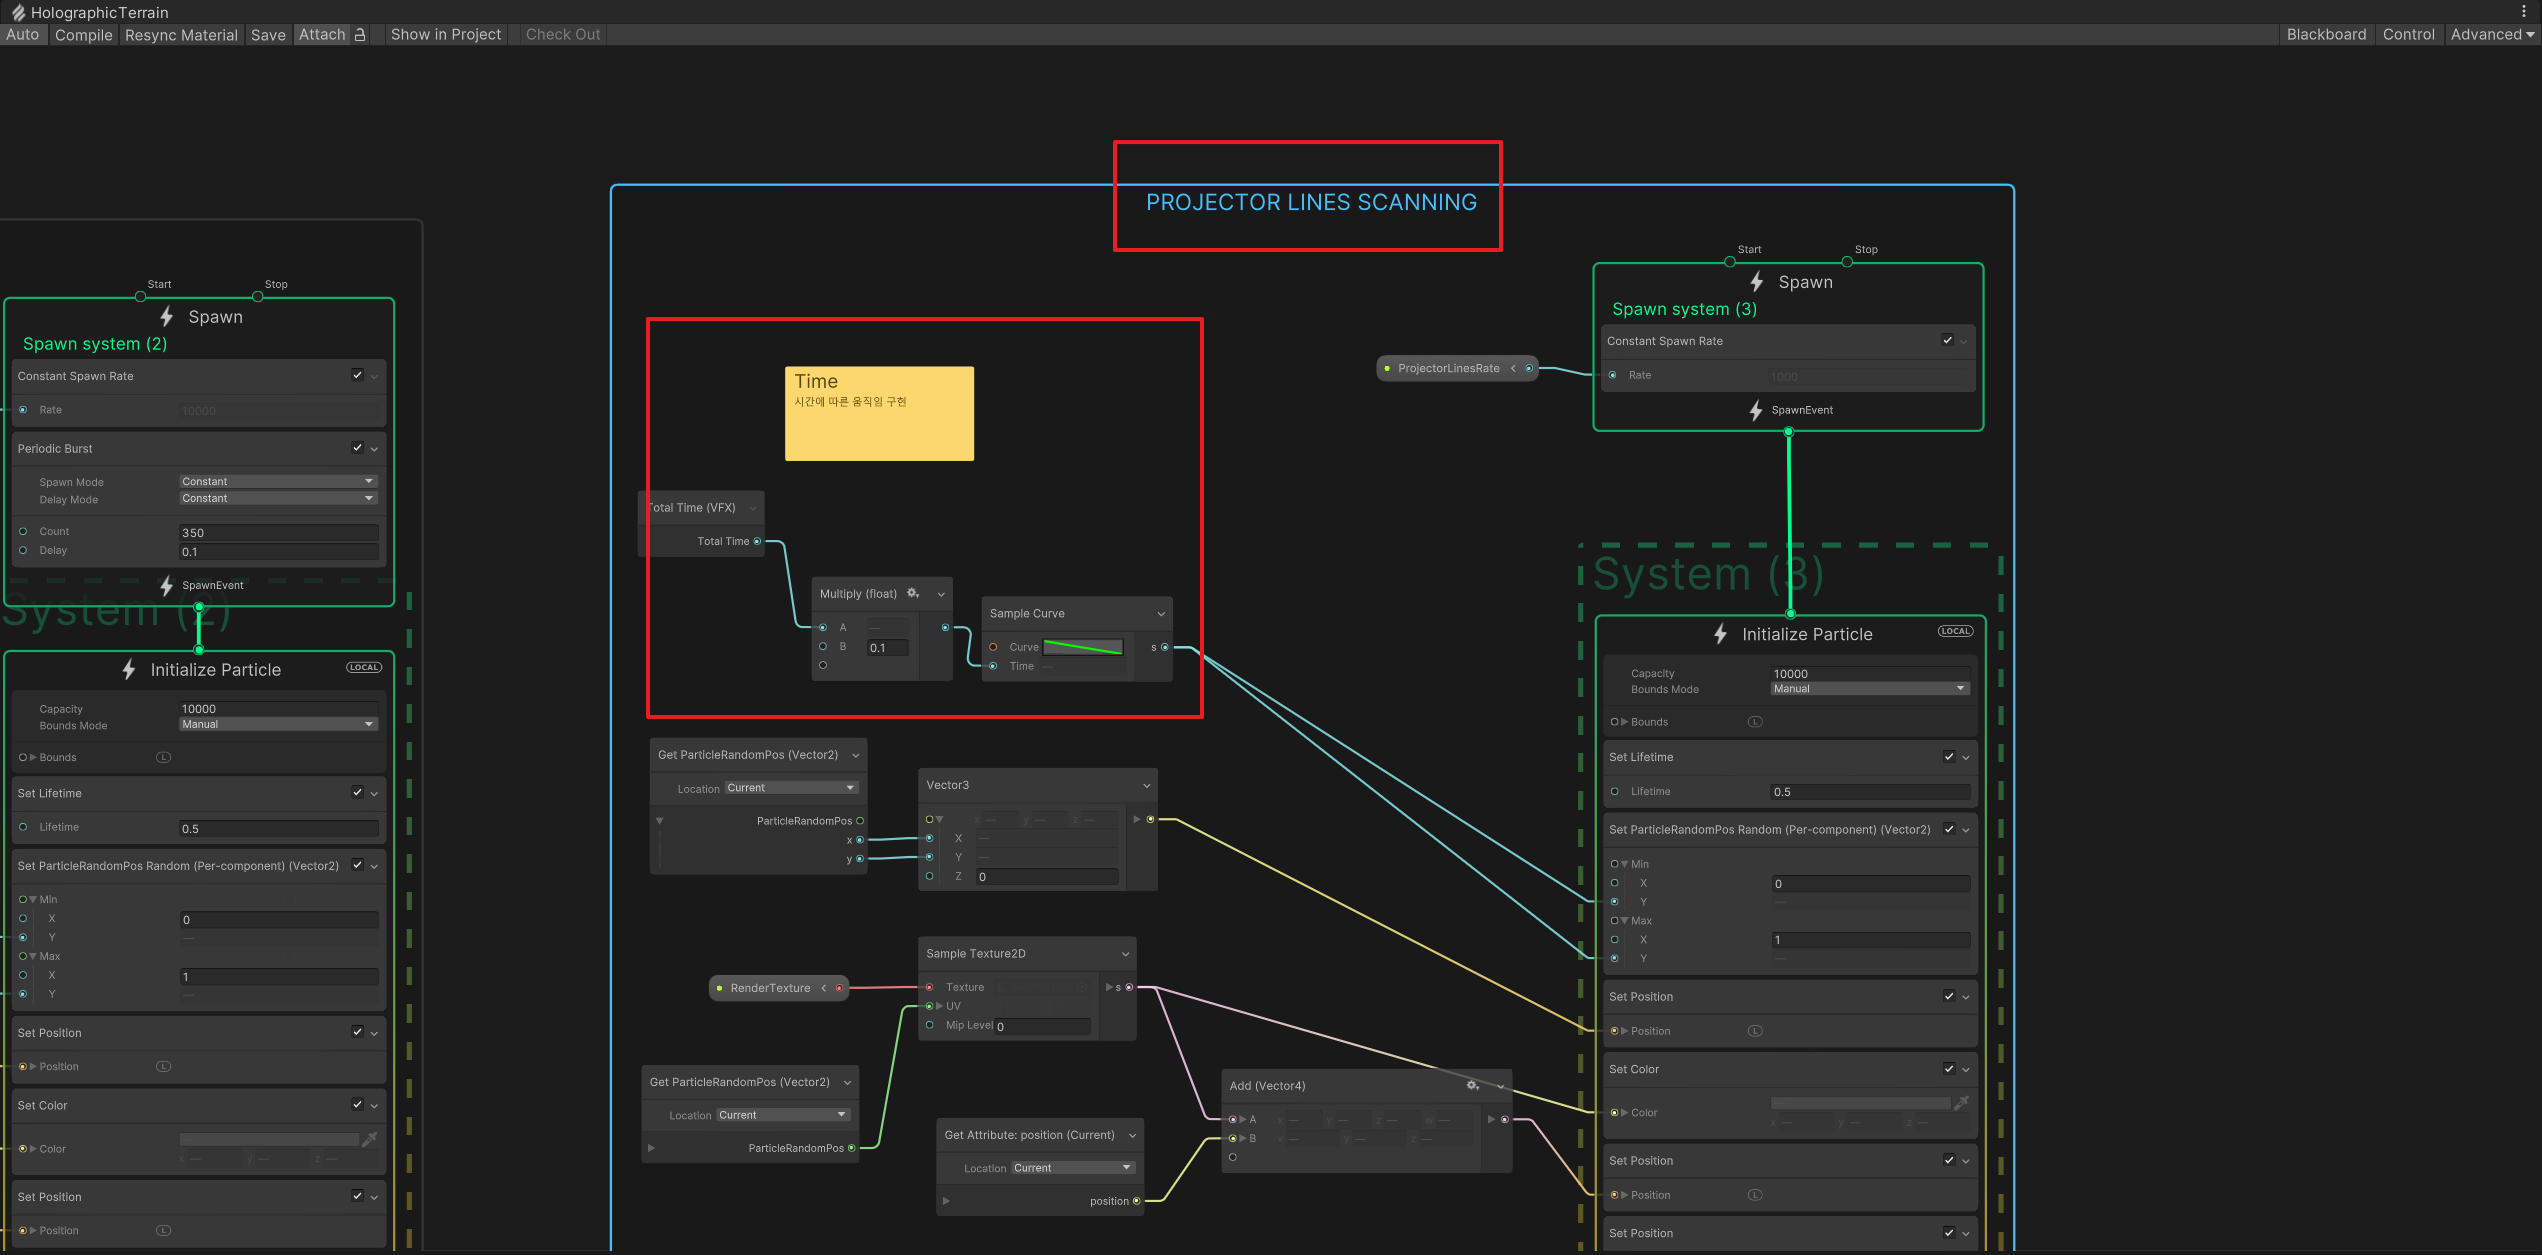 HolographicTerrain
Auto Compile Resync Material Save Attach Show in Project Check Out Blackboard Control Advanced
PROJECTOR LINES SCANNING
Start Stop
Spawn
Spawn system (2)
Constant Spawn Rate
Rate 10000
Periodic Burst
Spawn Mode Constant
Delay Mode Constant
Count 350
Delay 0.1
SpawnEvent
System (2)
Initialize Particle LOCAL
Capacity 10000
Bounds Mode Manual
Bounds L
Set Lifetime
Lifetime 0.5
Set ParticleRandomPos Random (Per-component) (Vector2)
Min
X 0
Y
Max
X 1
Y
Set Position
Position L
Set Color
Color
x y z
Set Position
Position L
Time
시간에 따른 움직임 구현
Total Time (VFX)
Total Time
Multiply (float)
A
B 0.1
Sample Curve
Curve s
Time
Get ParticleRandomPos (Vector2)
Location Current
ParticleRandomPos
x
y
Vector3
x y z
X
Y
Z 0
Sample Texture2D
Texture s
UV
Mip Level 0
RenderTexture
Get ParticleRandomPos (Vector2)
Location Current
ParticleRandomPos
Get Attribute: position (Current)
Location Current
position
Add (Vector4)
A x y z w
B x y z
ProjectorLinesRate
Start Stop
Spawn
Spawn system (3)
Constant Spawn Rate
Rate 1000
SpawnEvent
System (3)
Initialize Particle LOCAL
Capacity 10000
Bounds Mode Manual
Bounds L
Set Lifetime
Lifetime 0.5
Set ParticleRandomPos Random (Per-component) (Vector2)
Min
X 0
Y
Max
X 1
Y
Set Position
Position L
Set Color
Color
x y z
Set Position
Position L
Set Position